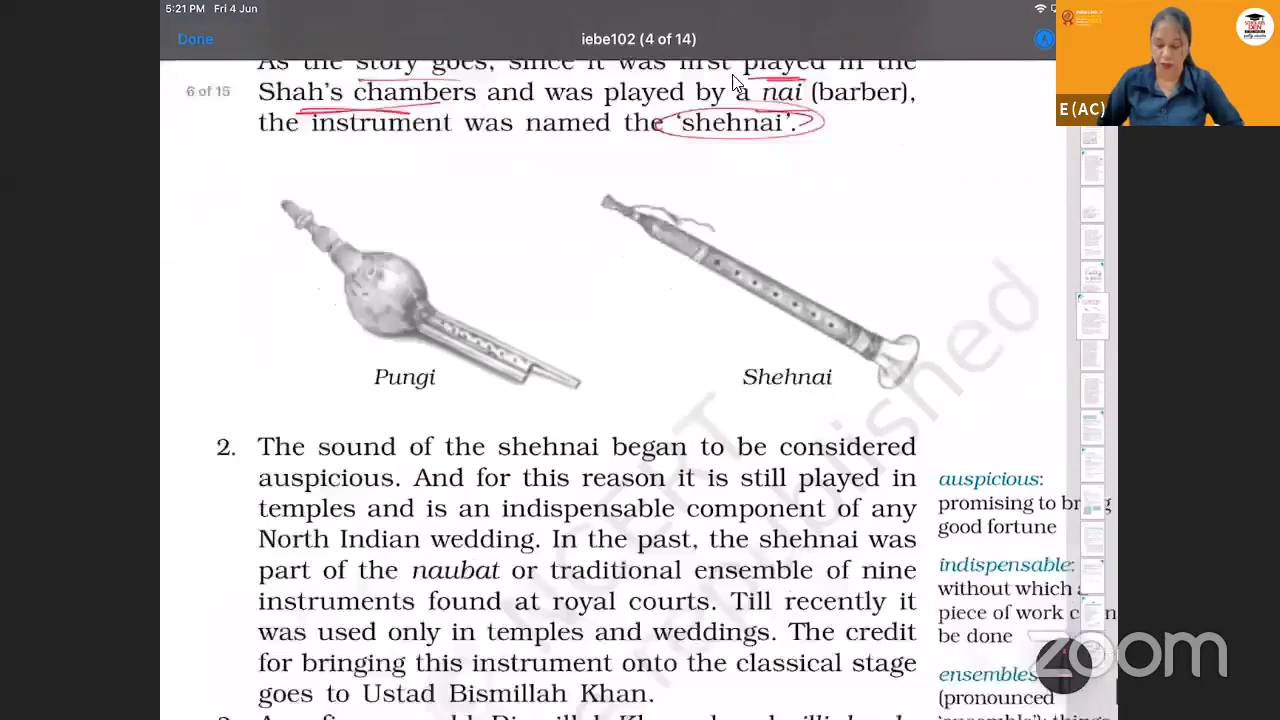 5:21 PM Fri 4 Jun
Done
iebe102 (4 of 14)
SCHOLARS DEN
E (AC)
6 of 15
As the story goes, since it was first played in the
Shah's chambers and was played by a nai (barber),
the instrument was named the 'shehnai'.
Pungi
Shehnai
2. The sound of the shehnai began to be considered
auspicious. And for this reason it is still played in
temples and is an indispensable component of any
North Indian wedding. In the past, the shehnai was
part of the naubat or traditional ensemble of nine
instruments found at royal courts. Till recently it
was used only in temples and weddings. The credit
for bringing this instrument onto the classical stage
goes to Ustad Bismillah Khan.
auspicious:
promising to bring
good fortune
indispensable:
without which
piece of work
be done
ensembles
(pronounced
zoom
published